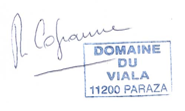 DOMAINE
DU
VIALA
11200 PARAZA